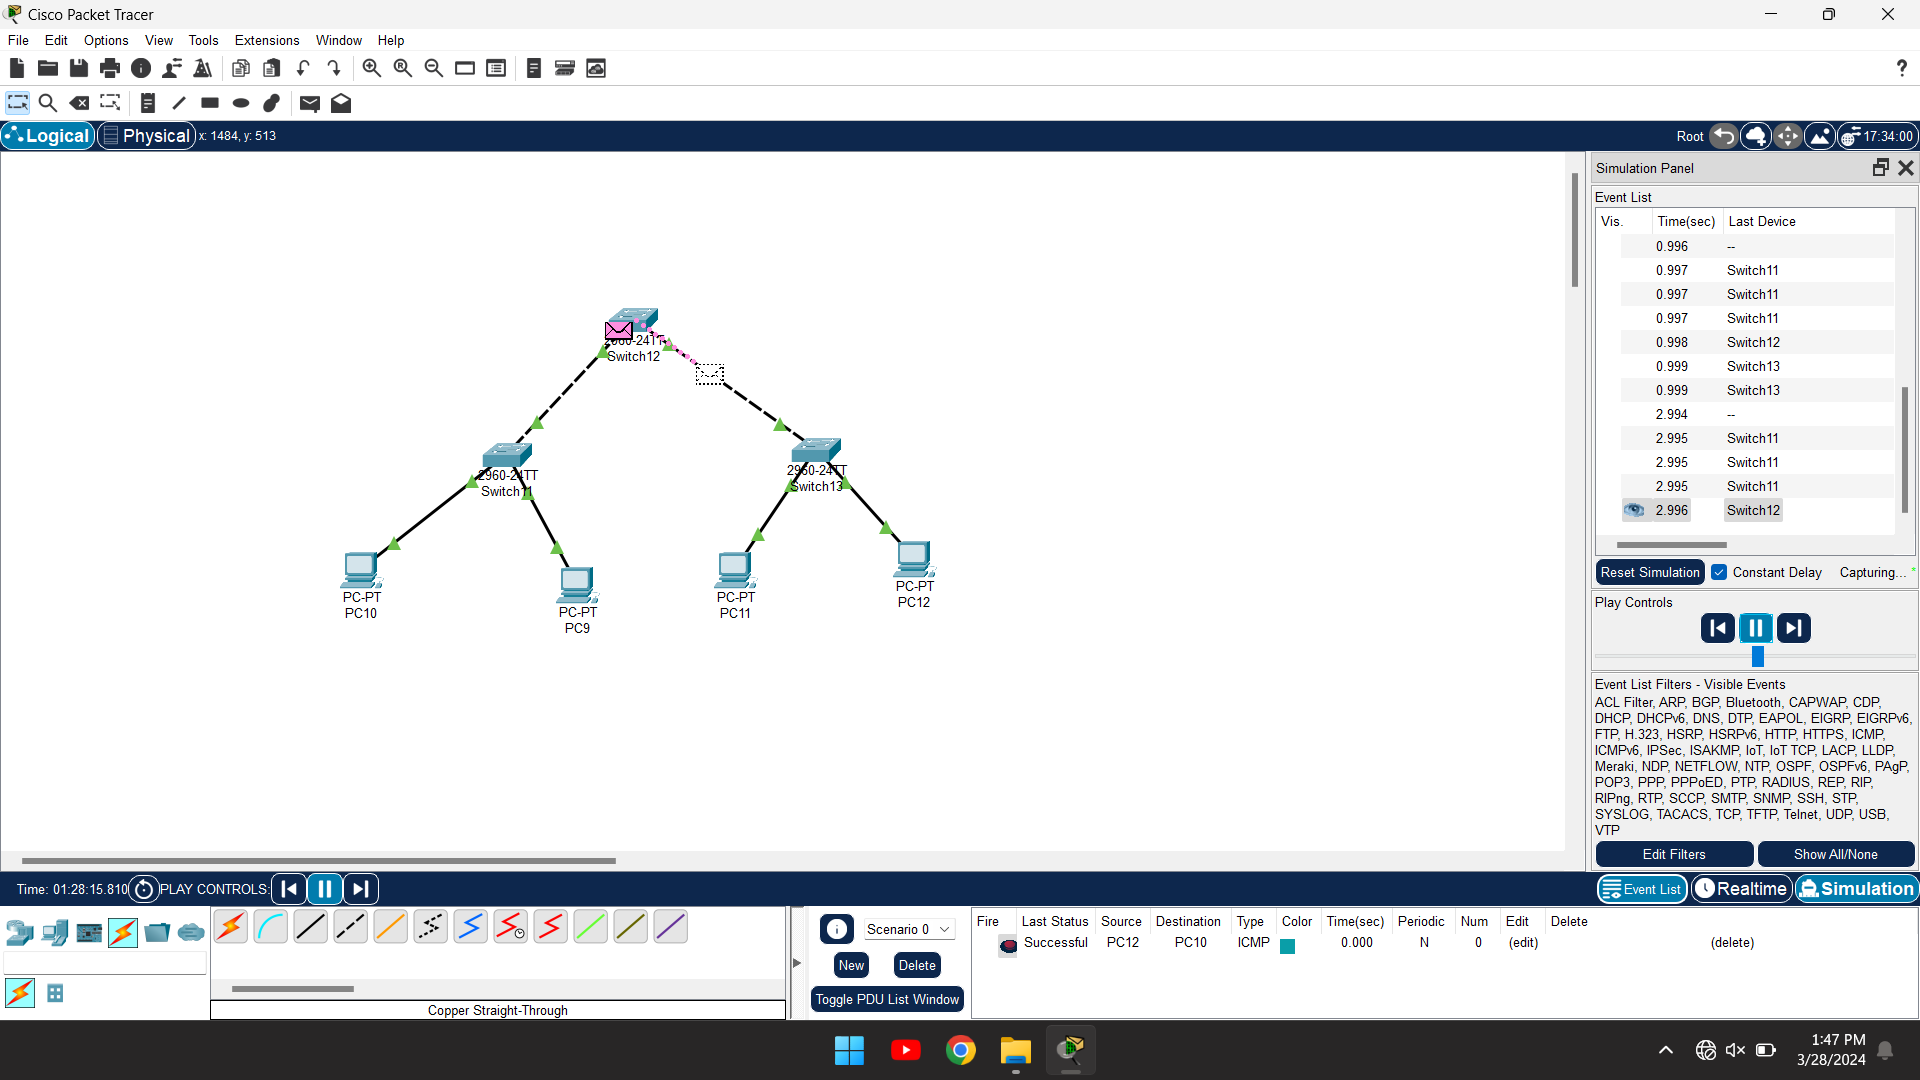 Cisco Packet Tracer
File Edit Options View Tools Extensions Window Help
Logical Physical x: 1484, y: 513 Root 17:34:00
Simulation Panel
Event List
Vis. Time(sec) Last Device
0.996 --
0.997 Switch11
0.997 Switch11
0.997 Switch11
0.998 Switch12
0.999 Switch13
0.999 Switch13
2.994 --
2.995 Switch11
2.995 Switch11
2.995 Switch11
2.996 Switch12
2960-24TT
Switch12
2960-24TT
Switch11
2960-24TT
Switch13
PC-PT
PC10
PC-PT
PC9
PC-PT
PC11
PC-PT
PC12
Reset Simulation Constant Delay Capturing...
Play Controls
Event List Filters - Visible Events
ACL Filter, ARP, BGP, Bluetooth, CAPWAP, CDP,
DHCP, DHCPv6, DNS, DTP, EAPOL, EIGRP, EIGRPv6,
FTP, H.323, HSRP, HSRPv6, HTTP, HTTPS, ICMP,
ICMPv6, IPSec, ISAKMP, IoT, IoT TCP, LACP, LLDP,
Meraki, NDP, NETFLOW, NTP, OSPF, OSPFv6, PAgP,
POP3, PPP, PPPoED, PTP, RADIUS, REP, RIP,
RIPng, RTP, SCCP, SMTP, SNMP, SSH, STP,
SYSLOG, TACACS, TCP, TFTP, Telnet, UDP, USB,
VTP
Edit Filters Show All/None
Time: 01:28:15.810 PLAY CONTROLS: Event List Realtime Simulation
Scenario 0
New Delete
Toggle PDU List Window
Fire Last Status Source Destination Type Color Time(sec) Periodic Num Edit Delete
Successful PC12 PC10 ICMP 0.000 N 0 (edit) (delete)
Copper Straight-Through
1:47 PM
3/28/2024